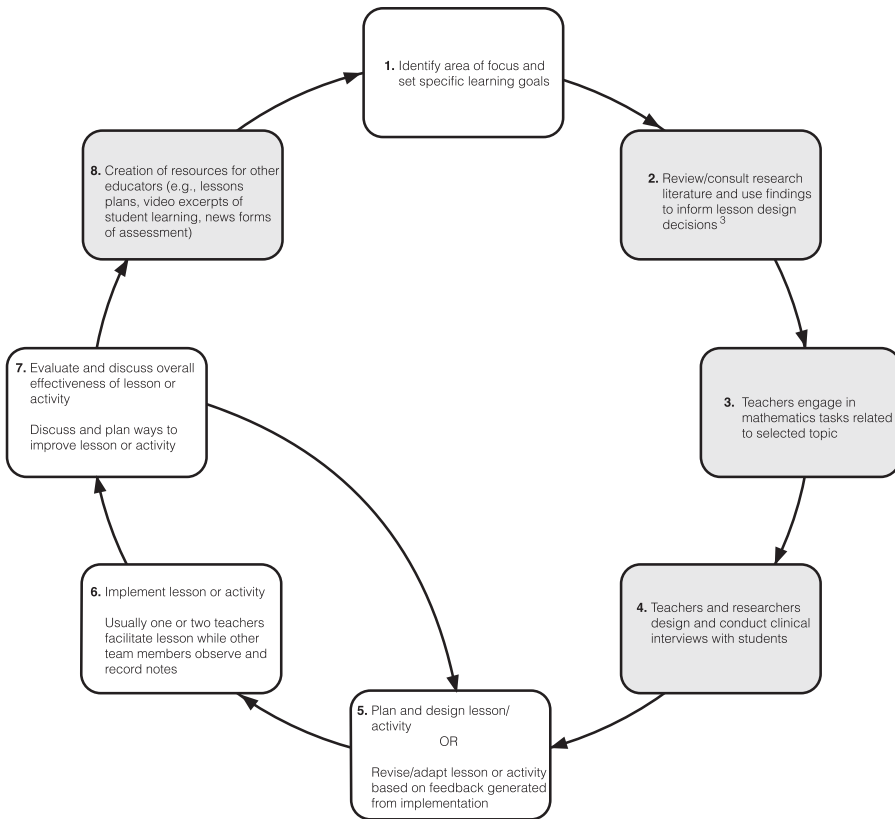 1. Identify area of focus and
set specific learning goals
2. Review/consult research
literature and use findings
to inform lesson design
decisions 3
3. Teachers engage in
mathematics tasks related
to selected topic
4. Teachers and researchers
design and conduct clinical
interviews with students
5. Plan and design lesson/
activity
OR
Revise/adapt lesson or activity
based on feedback generated
from implementation
6. Implement lesson or activity
Usually one or two teachers
facilitate lesson while other
team members observe and
record notes
7. Evaluate and discuss overall
effectiveness of lesson or
activity
Discuss and plan ways to
improve lesson or activity
8. Creation of resources for other
educators (e.g., lessons
plans, video excerpts of
student learning, news forms
of assessment)